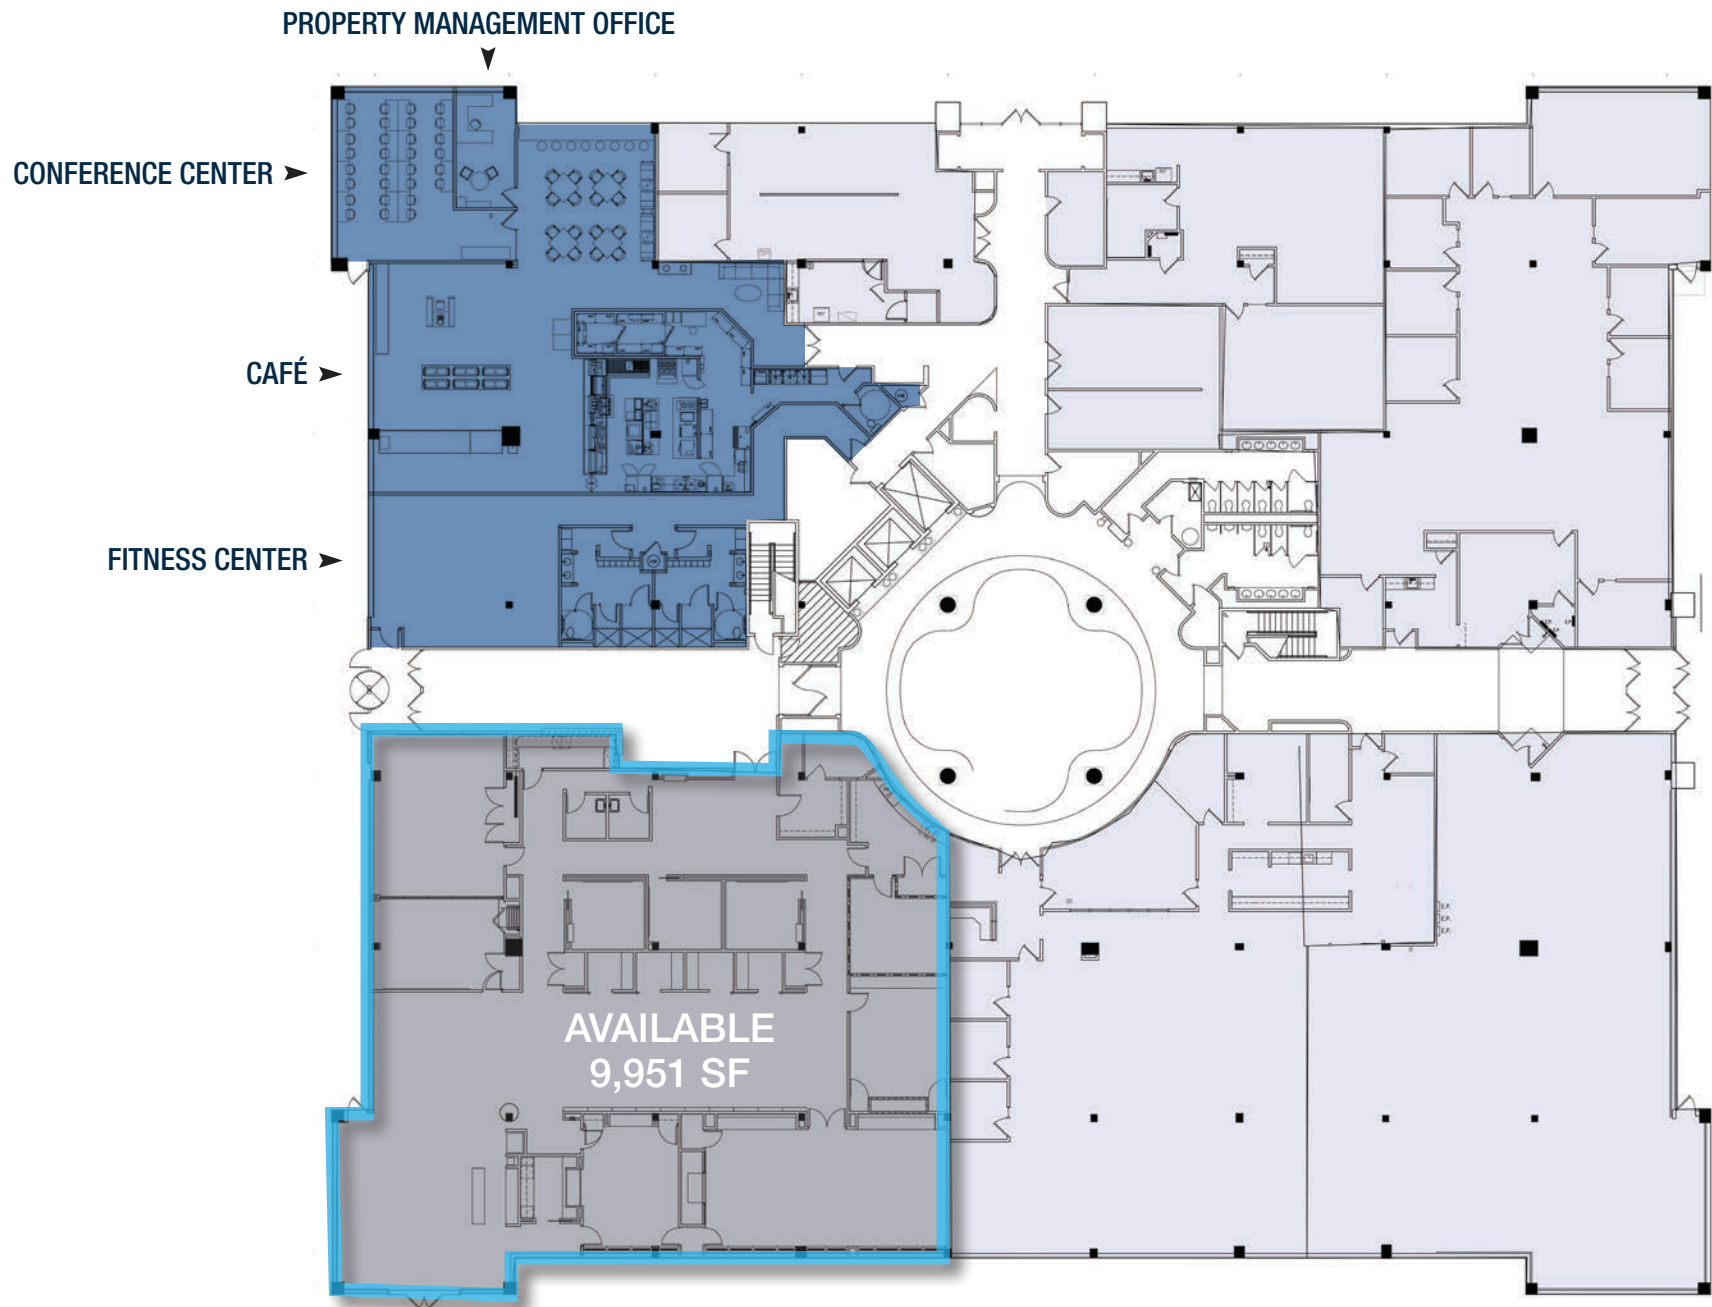 PROPERTY MANAGEMENT OFFICE
CONFERENCE CENTER
CAFÉ
FITNESS CENTER
AVAILABLE
9,951 SF
E.P.
E.P.
E.P.